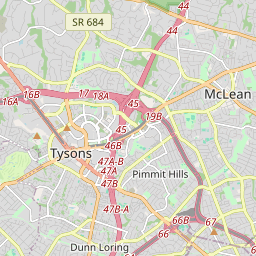 44
SR 684
44
17
18A
16B
16A
45
McLean
19B
45
46B
Tysons
47A-B
47A
Pimmit Hills
47B
47B-A
66
66B
67
66
Dunn Loring